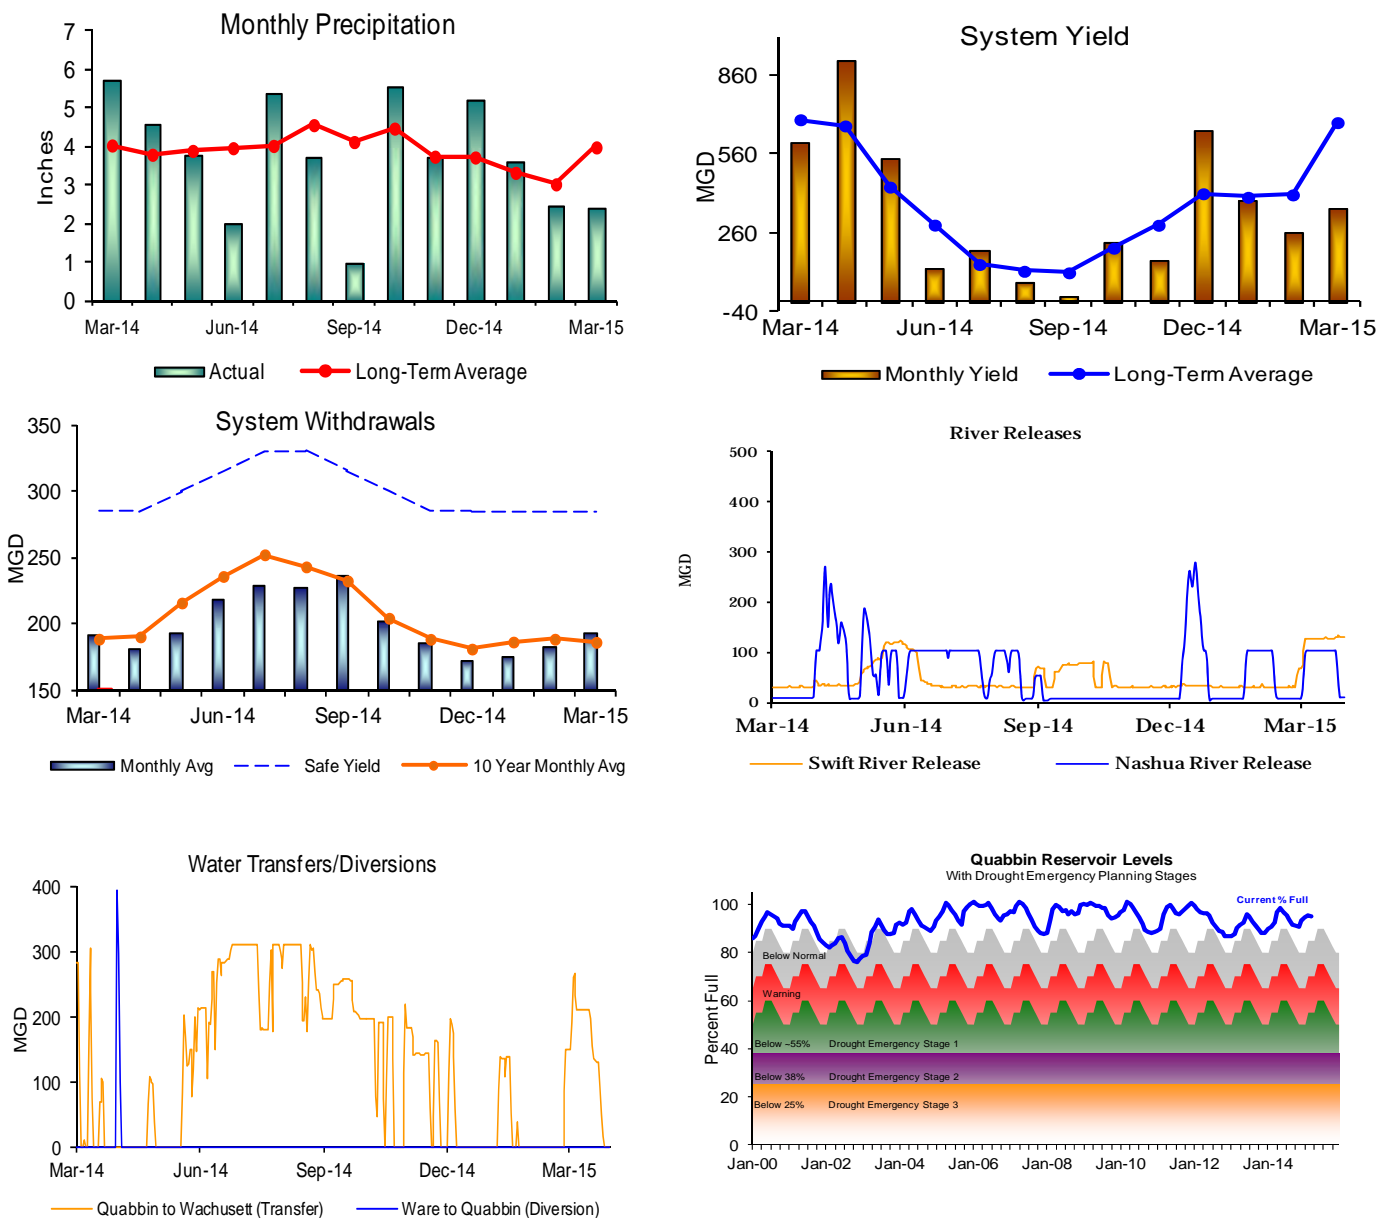 Monthly Precipitation
7
6
5
4
3
2
1
0
Inches
Mar-14 Jun-14 Sep-14 Dec-14 Mar-15
Actual Long-Term Average
System Yield
860
560
260
-40
MGD
Mar-14 Jun-14 Sep-14 Dec-14 Mar-15
Monthly Yield Long-Term Average
System Withdrawals
350
300
250
200
150
MGD
Mar-14 Jun-14 Sep-14 Dec-14 Mar-15
Monthly Avg Safe Yield 10 Year Monthly Avg
River Releases
500
400
300
200
100
0
MGD
Mar-14 Jun-14 Sep-14 Dec-14 Mar-15
Swift River Release Nashua River Release
Water Transfers/Diversions
400
300
200
100
0
MGD
Mar-14 Jun-14 Sep-14 Dec-14 Mar-15
Quabbin to Wachusett (Transfer) Ware to Quabbin (Diversion)
Quabbin Reservoir Levels
With Drought Emergency Planning Stages
Current % Full
100
80
60
40
20
0
Percent Full
Below Normal
Warning
Below ~55% Drought Emergency Stage 1
Below 38% Drought Emergency Stage 2
Below 25% Drought Emergency Stage 3
Jan-00 Jan-02 Jan-04 Jan-06 Jan-08 Jan-10 Jan-12 Jan-14